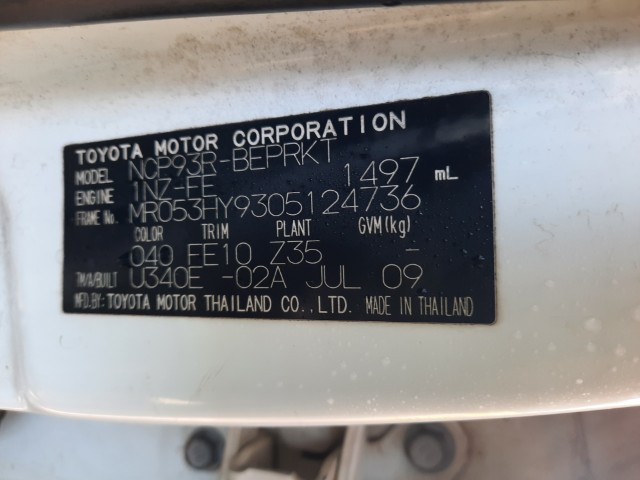 TOYOTA MOTOR CORPORATION
MODEL NCP93R-BEPRKT
ENGINE 1NZ-FE 1497 mL
FRAME No. MR053HY9305124736
COLOR TRIM PLANT GVM(kg)
040 FE10 Z35 -
TM/A/BUILT U340E -02A JUL 09
MFD.BY:TOYOTA MOTOR THAILAND CO.,LTD. MADE IN THAILAND